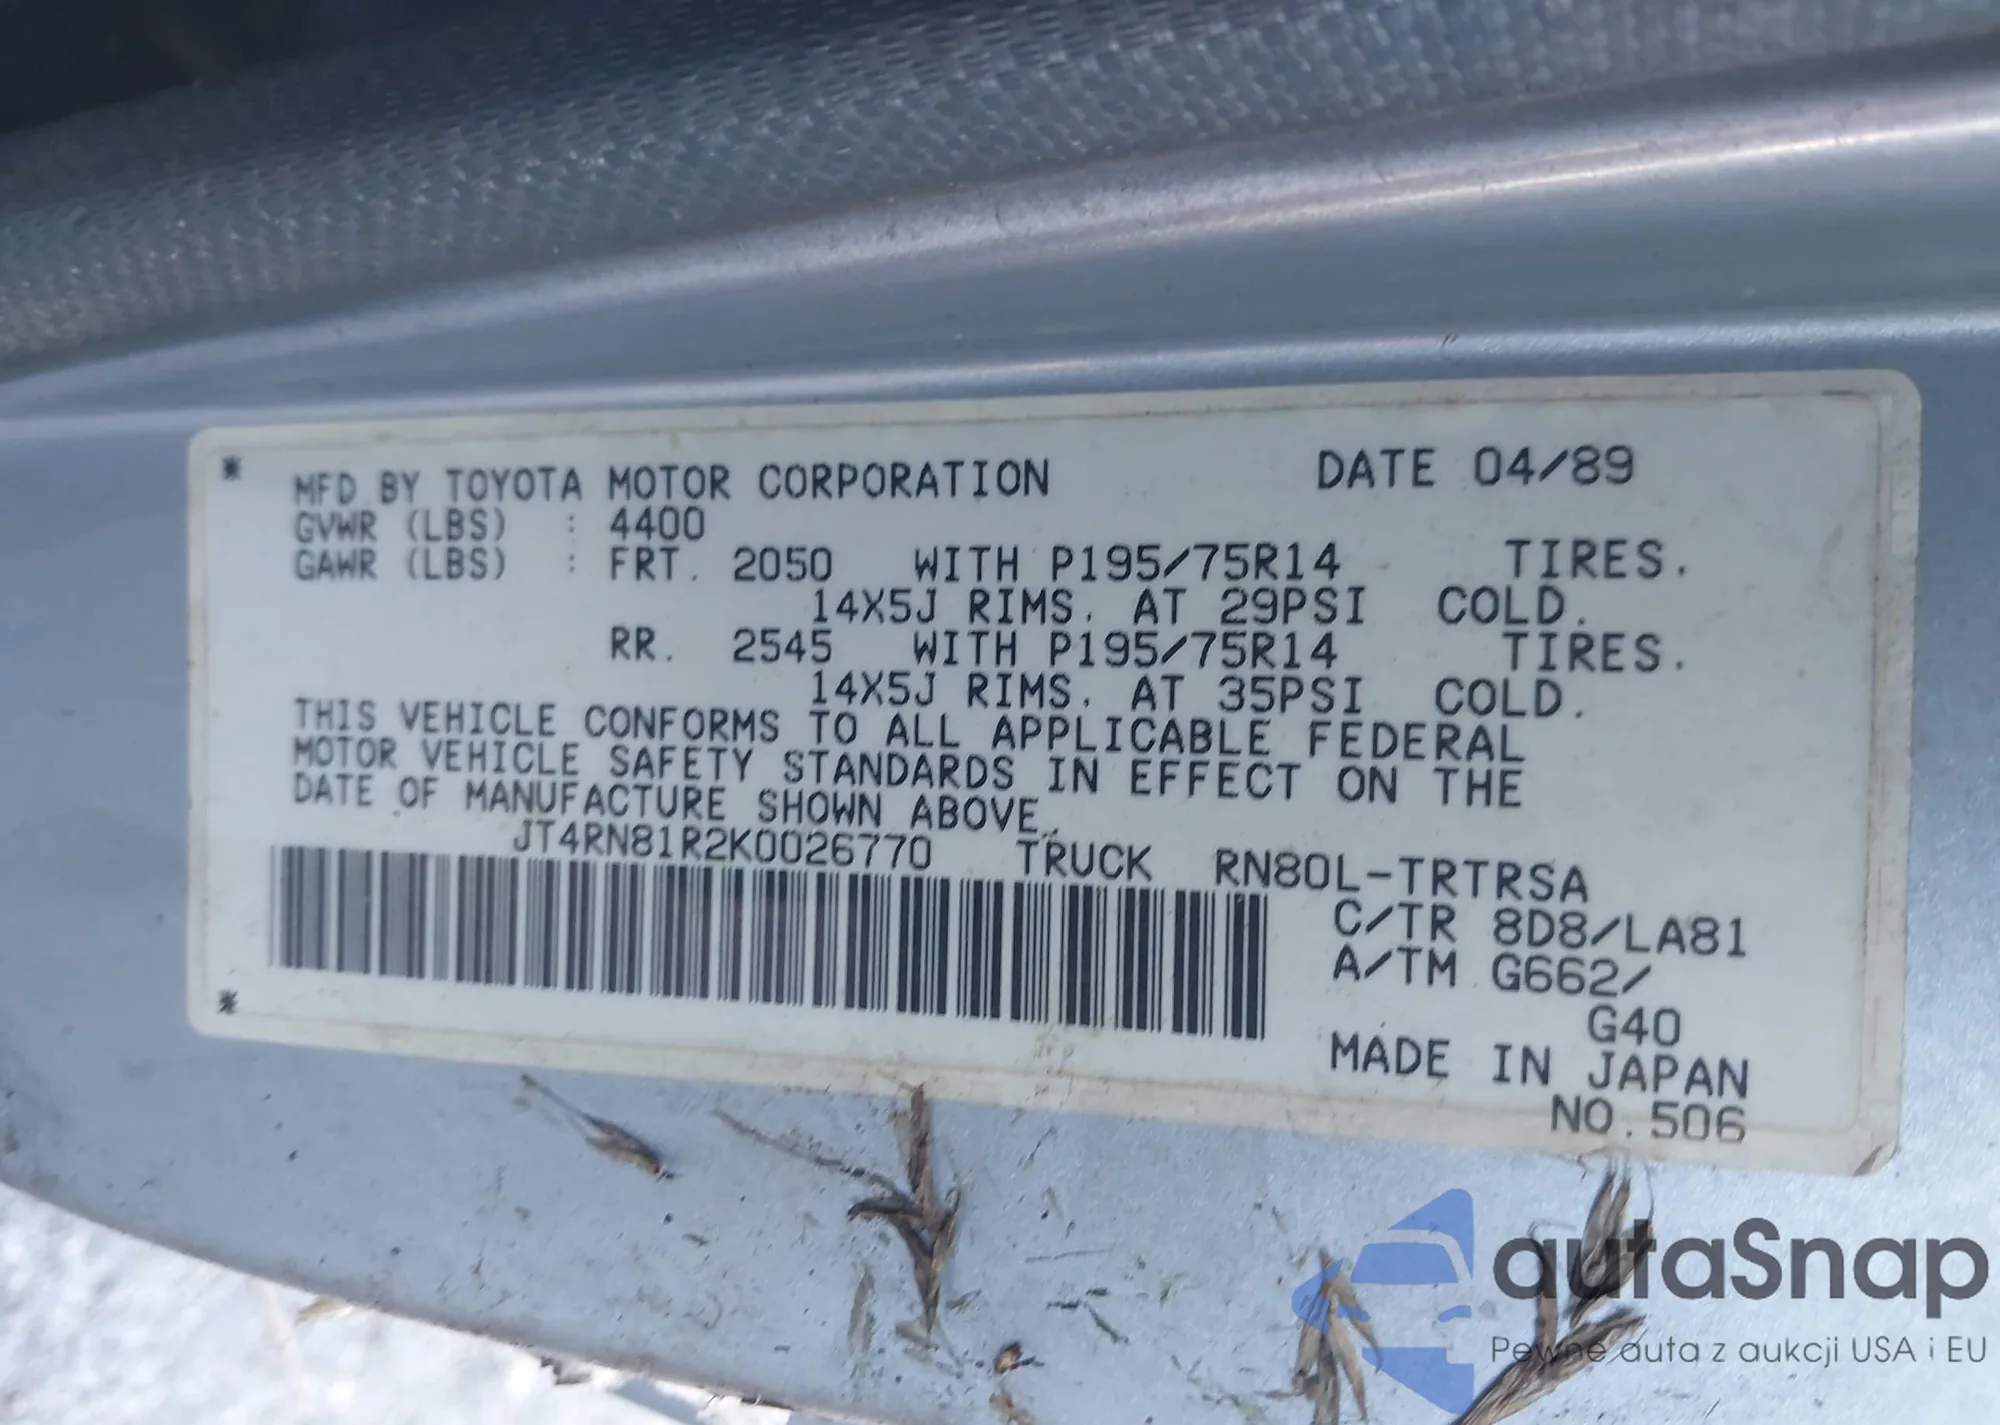 * MFD BY TOYOTA MOTOR CORPORATION DATE 04/89
GVWR (LBS) : 4400
GAWR (LBS) : FRT. 2050 WITH P195/75R14 TIRES.
14X5J RIMS. AT 29PSI COLD.
RR. 2545 WITH P195/75R14 TIRES.
14X5J RIMS. AT 35PSI COLD.
THIS VEHICLE CONFORMS TO ALL APPLICABLE FEDERAL
MOTOR VEHICLE SAFETY STANDARDS IN EFFECT ON THE
DATE OF MANUFACTURE SHOWN ABOVE.
JT4RN81R2K0026770 TRUCK RN80L-TRTRSA
C/TR 8D8/LA81
A/TM G662/
*
G40
MADE IN JAPAN
NO.506
autaSnap
Pewne auta z aukcji USA i EU